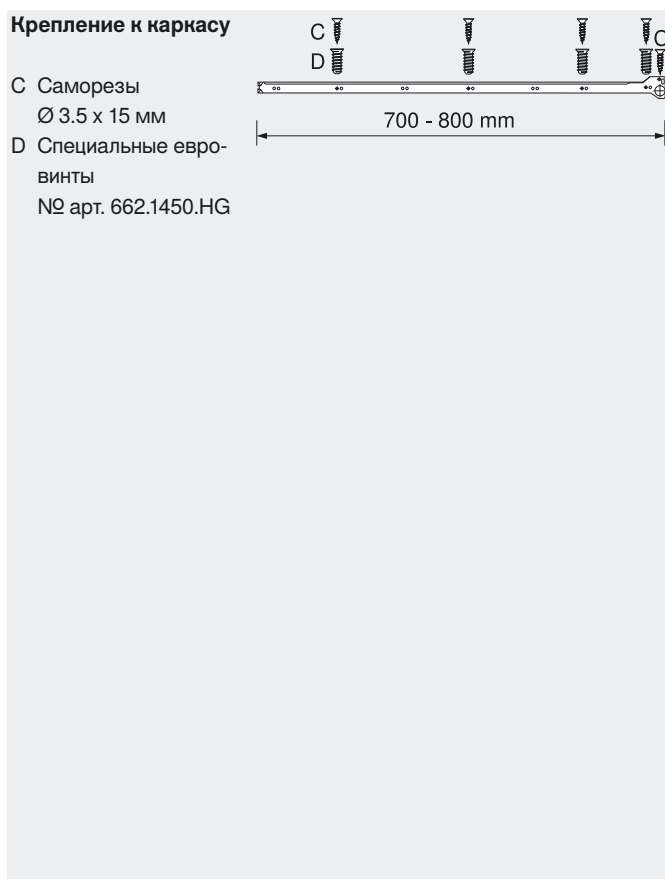 Крепление к каркасу
C Саморезы
Ø 3.5 x 15 мм
D Специальные евро-
винты
№ арт. 662.1450.HG
C
C
D
700 - 800 mm